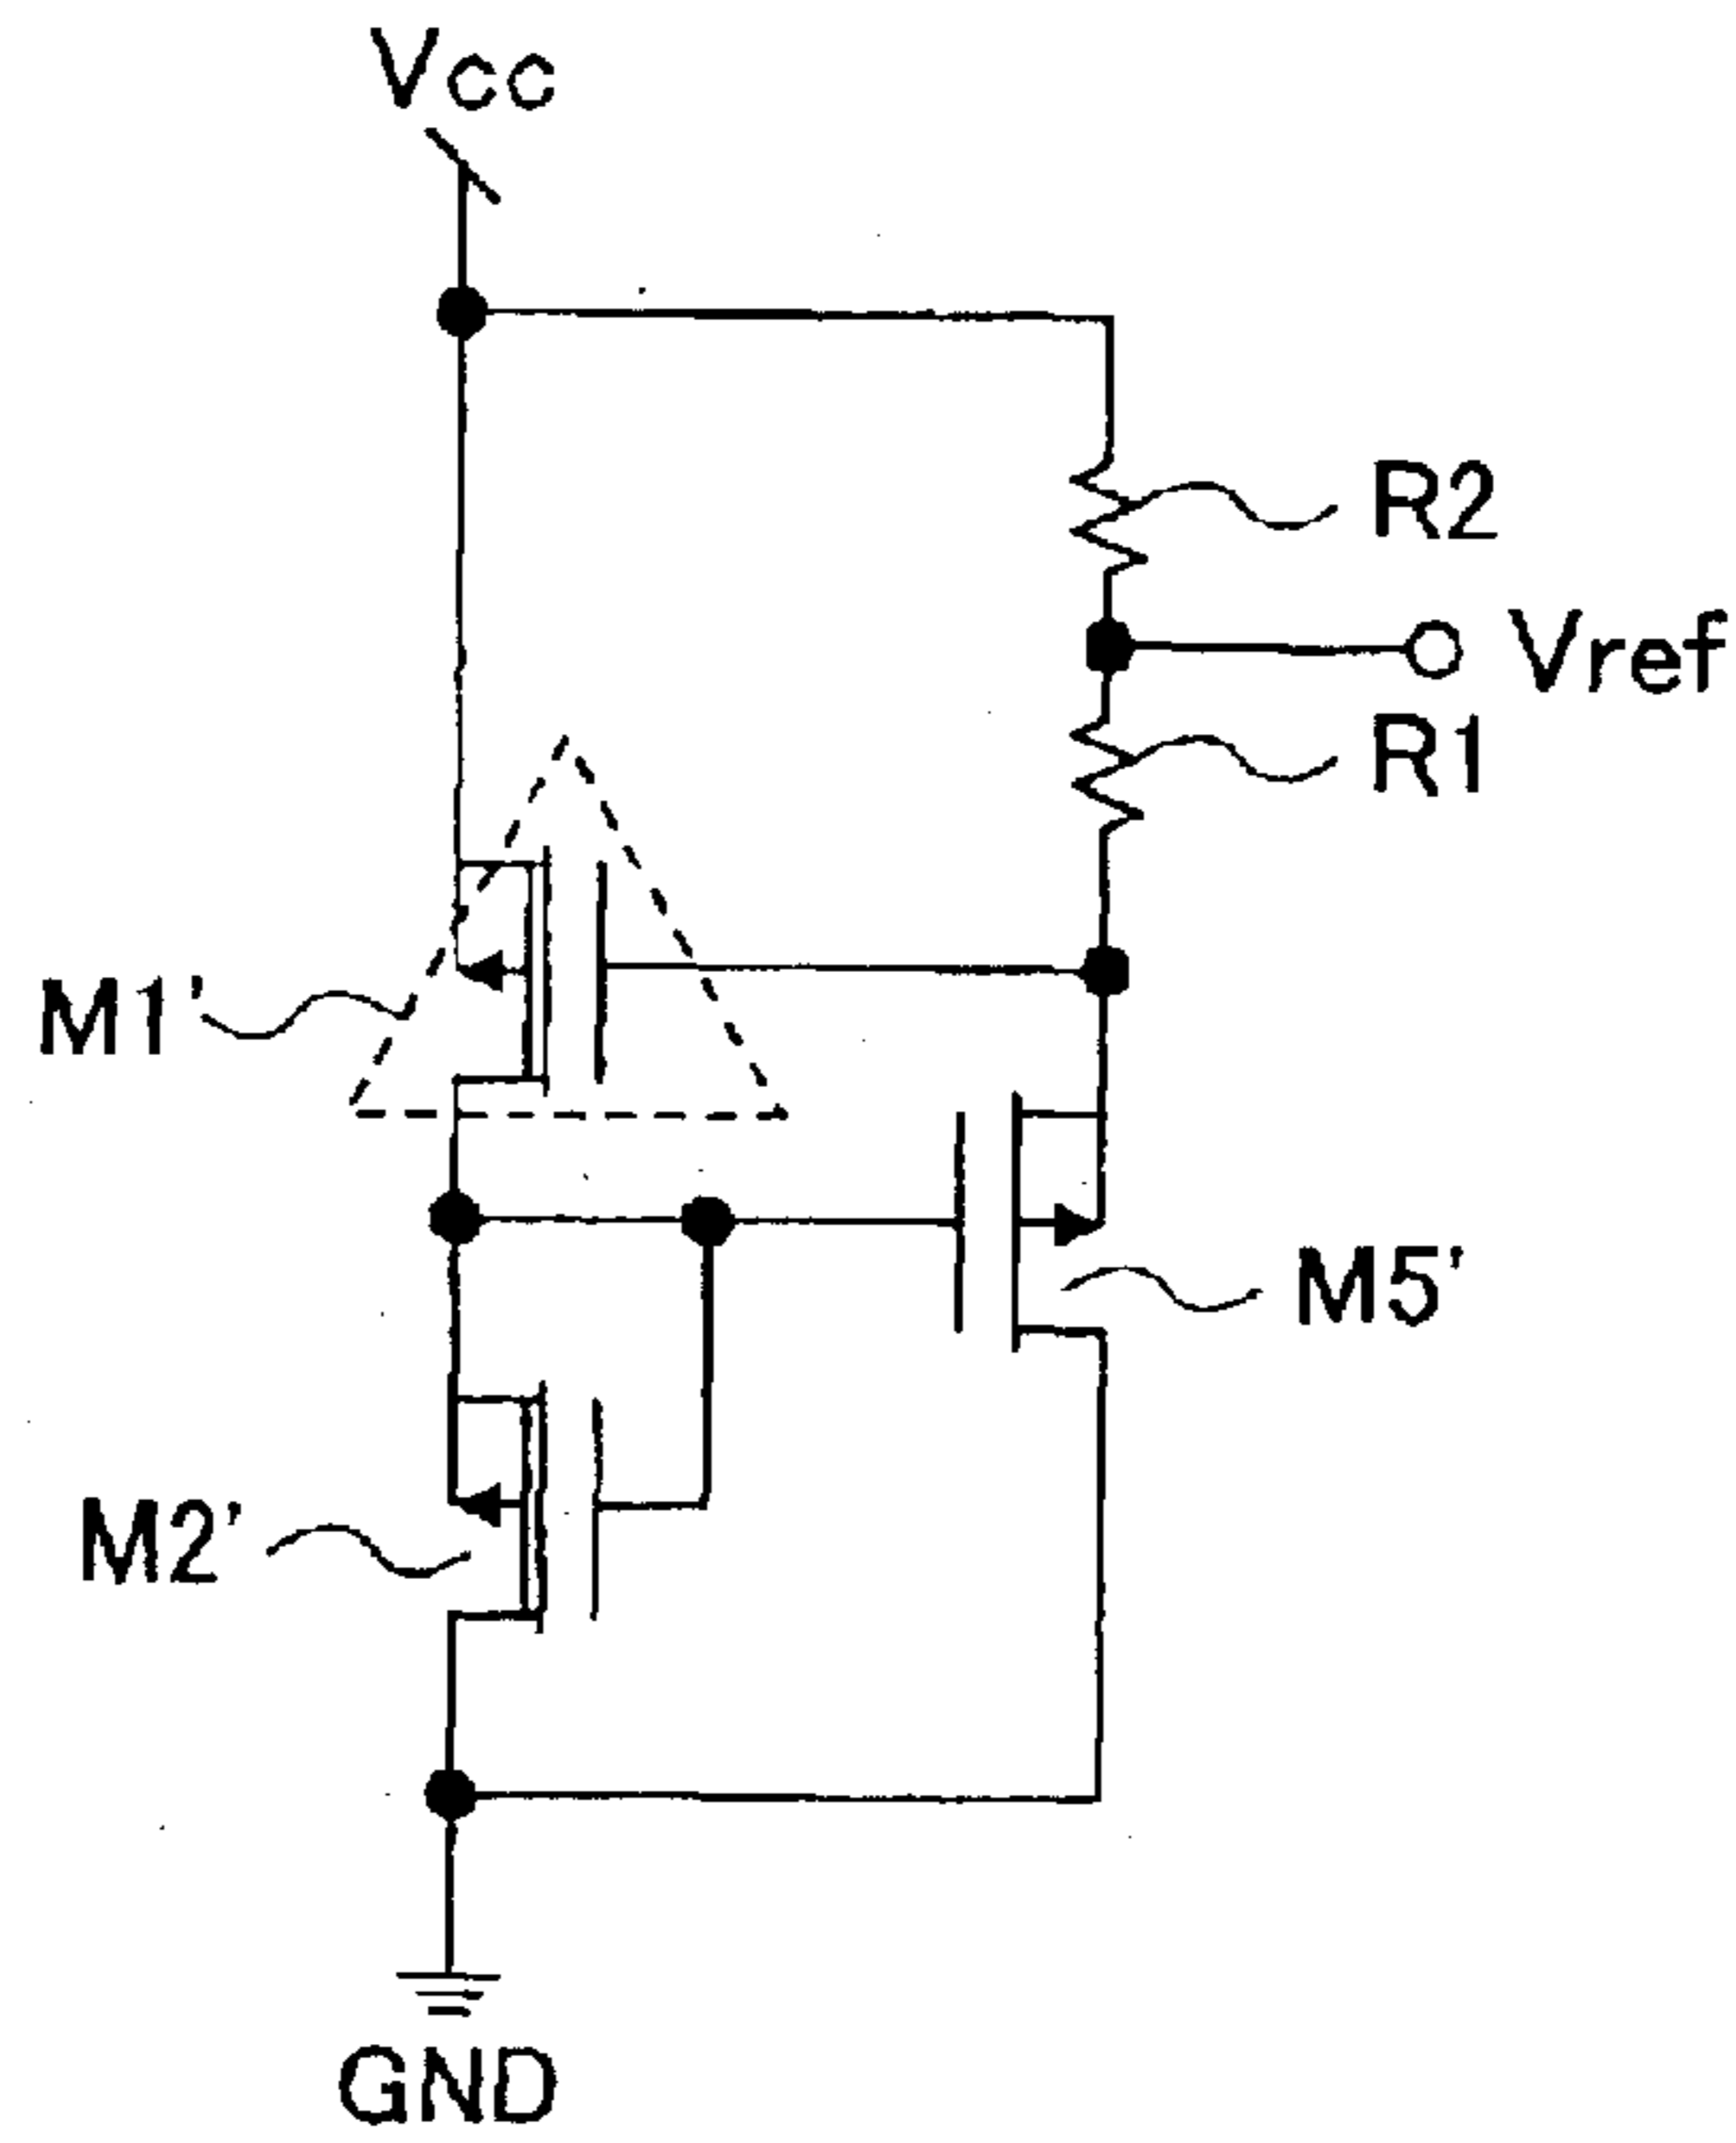 Vcc
R2
Vref
R1
M1'
M5'
M2'
GND